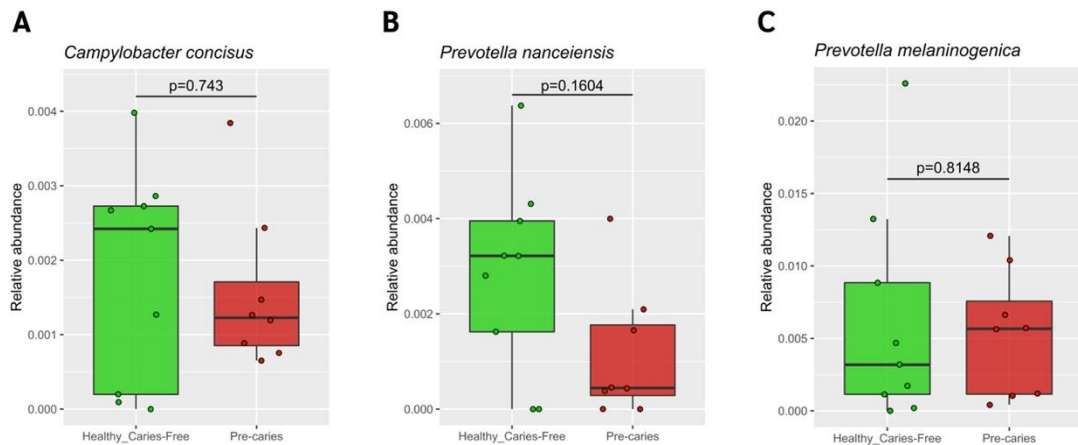 A
Campylobacter concisus
p=0.743
0.004
0.003
0.002
0.001
0.000
Relative abundance
Healthy_Caries-Free
Pre-caries
B
Prevotella nanceiensis
p=0.1604
0.006
0.004
0.002
0.000
Relative abundance
Healthy_Caries-Free
Pre-caries
C
Prevotella melaninogenica
0.020
p=0.8148
0.015
0.010
0.005
0.000
Relative abundance
Healthy_Caries-Free
Pre-caries